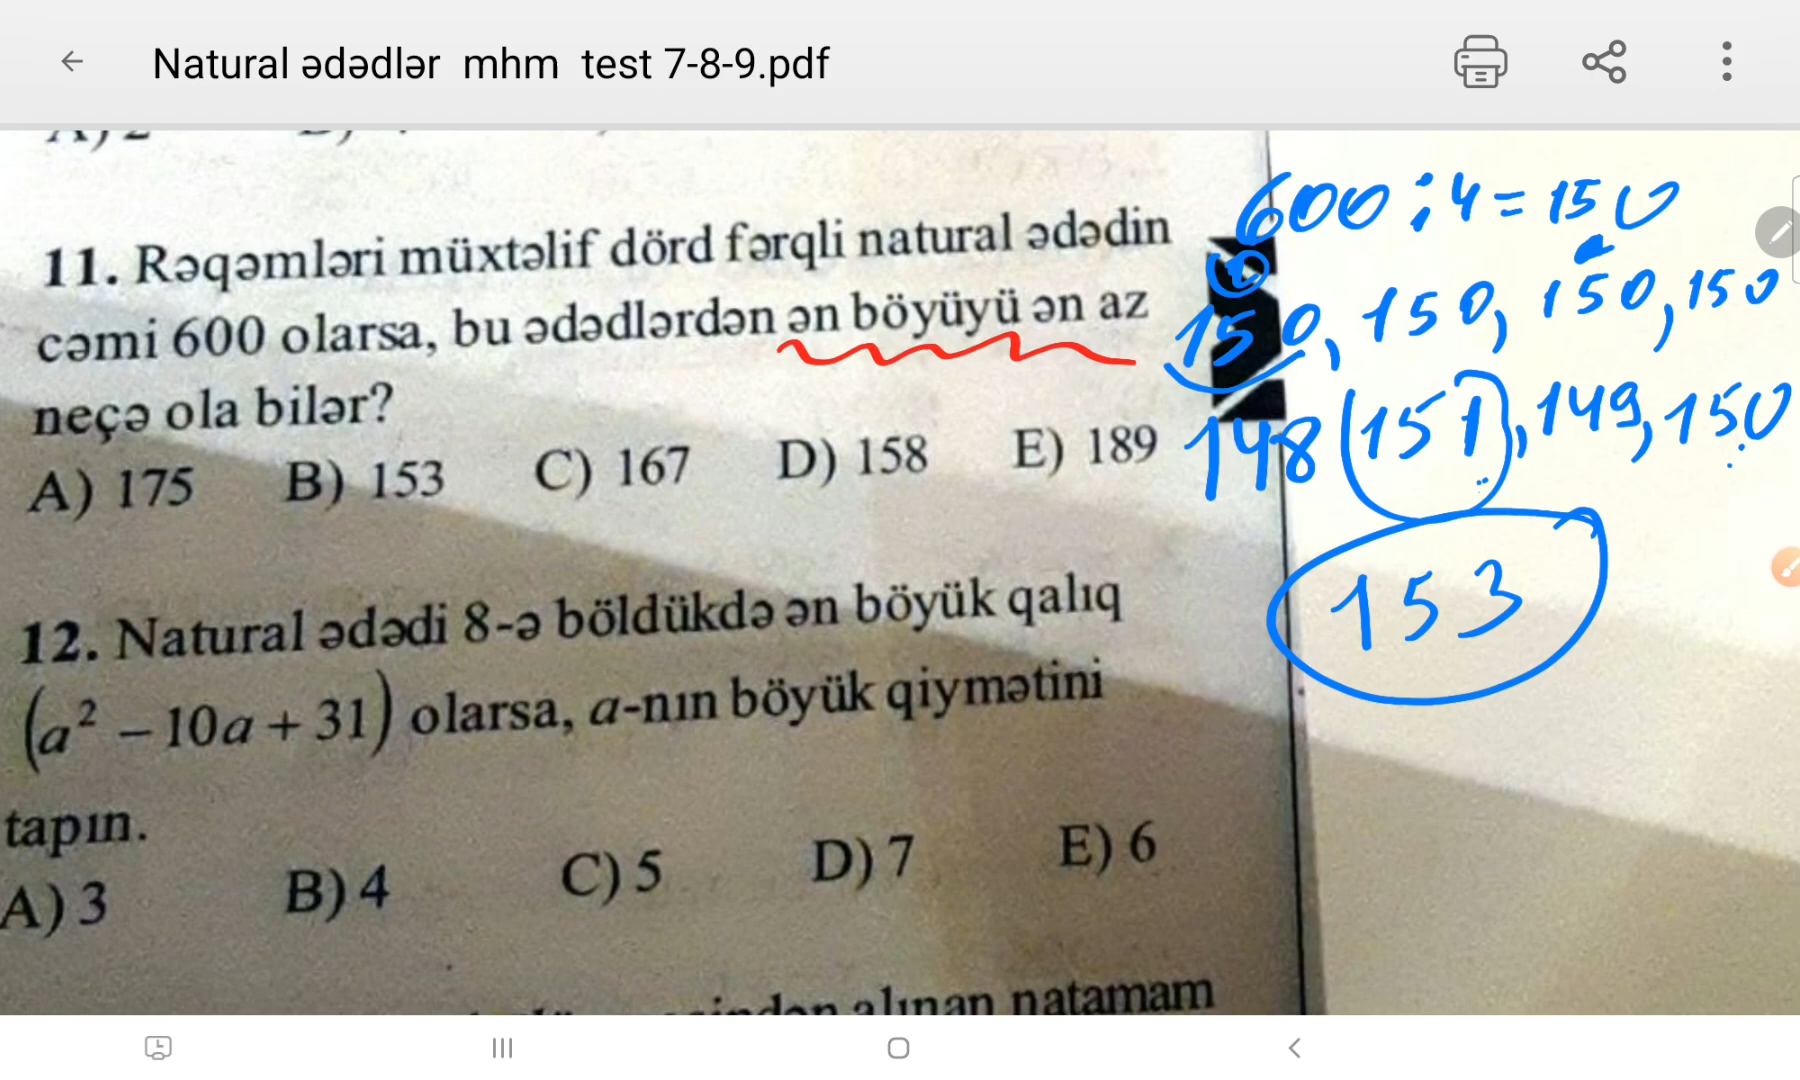 Natural ədədlər mhm test 7-8-9.pdf
11. Rəqəmləri müxtəlif dörd fərqli natural ədədin
cəmi 600 olarsa, bu ədədlərdən ən böyüyü ən az
neçə ola bilər?
A) 175 B) 153 C) 167 D) 158 E) 189
600 : 4 = 150
150, 150, 150, 150
148 (151), 149, 150
153
12. Natural ədədi 8-ə böldükdə ən böyük qalıq
(a² – 10a + 31) olarsa, a-nın böyük qiymətini
tapın.
A) 3 B) 4 C) 5 D) 7 E) 6
alınan natamam